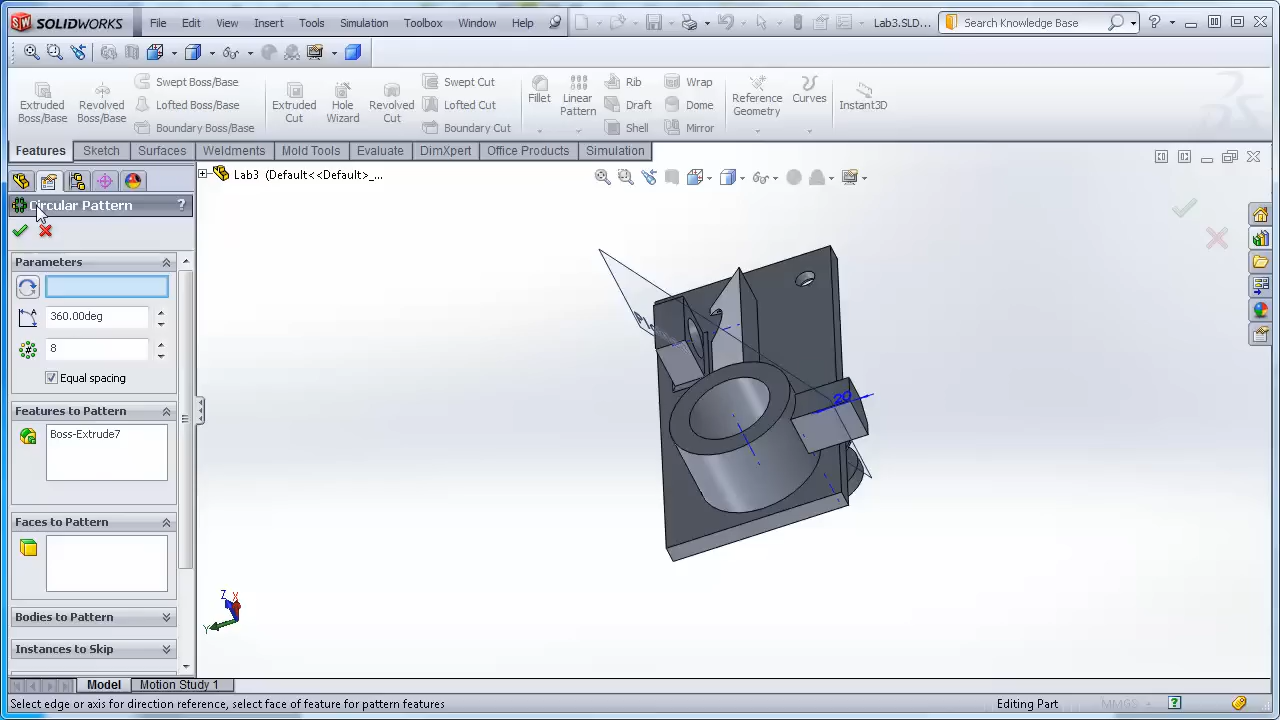 SOLIDWORKS File Edit View Insert Tools Simulation Toolbox Window Help Lab3.SLD... Search Knowledge Base ?
Extruded Boss/Base
Revolved Boss/Base
Swept Boss/Base
Lofted Boss/Base
Boundary Boss/Base
Extruded Cut
Hole Wizard
Revolved Cut
Swept Cut
Lofted Cut
Boundary Cut
Fillet
Linear Pattern
Rib
Draft
Shell
Wrap
Dome
Mirror
Reference Geometry
Curves
Instant3D
Features Sketch Surfaces Weldments Mold Tools Evaluate DimXpert Office Products Simulation
Lab3 (Default<<Default>_...
Circular Pattern ?
Parameters
360.00deg
8
Equal spacing
Features to Pattern
Boss-Extrude7
Faces to Pattern
Bodies to Pattern
Instances to Skip
20
Z X
Y
Model Motion Study 1
Select edge or axis for direction reference, select face of feature for pattern features Editing Part MMGS ?